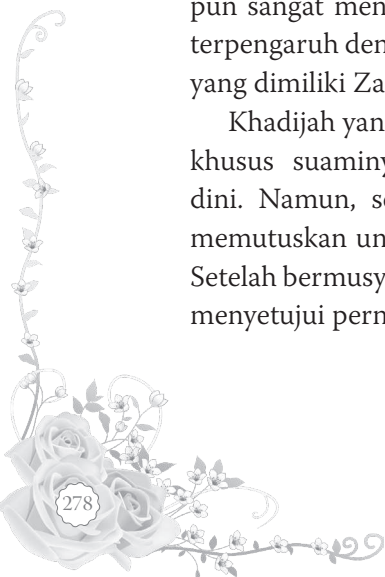 pun sangat men
terpengaruh den
yang dimiliki Za
Khadijah yan
khusus suaminy
dini. Namun, se
memutuskan un
Setelah bermusy
menyetujui pern
278